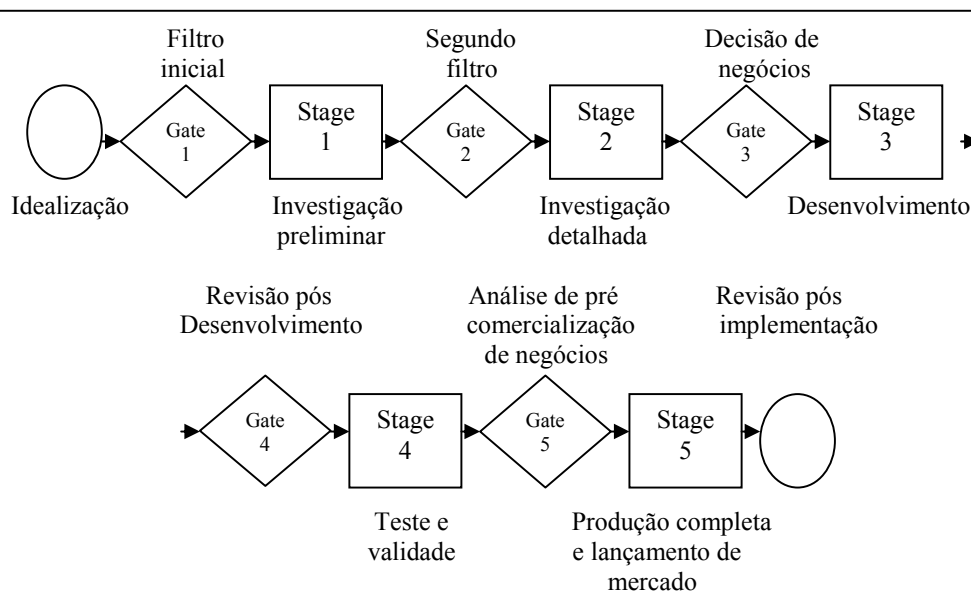 Filtro
inicial
Segundo
filtro
Decisão de
negócios
Gate
1
Stage
1
Gate
2
Stage
2
Gate
3
Stage
3
Idealização
Investigação
preliminar
Investigação
detalhada
Desenvolvimento
Revisão pós
Desenvolvimento
Análise de pré
comercialização
de negócios
Revisão pós
implementação
Gate
4
Stage
4
Gate
5
Stage
5
Teste e
validade
Produção completa
e lançamento de
mercado